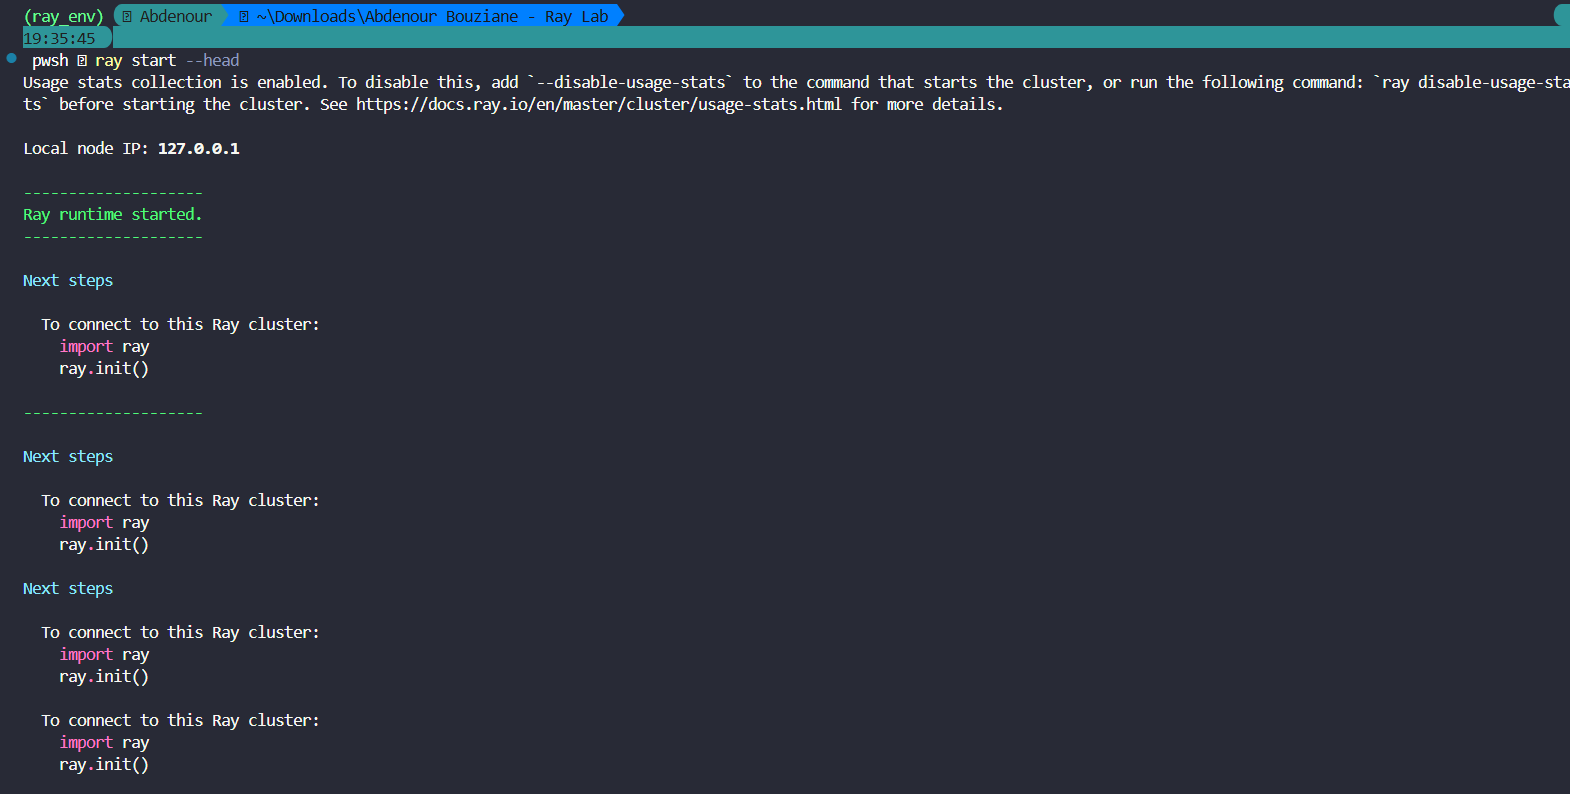 (ray_env) Abdenour ~\Downloads\Abdenour Bouziane - Ray Lab
19:35:45
pwsh ray start --head
Usage stats collection is enabled. To disable this, add `--disable-usage-stats` to the command that starts the cluster, or run the following command: `ray disable-usage-sta
ts` before starting the cluster. See https://docs.ray.io/en/master/cluster/usage-stats.html for more details.
Local node IP: 127.0.0.1
--------------------
Ray runtime started.
--------------------
Next steps
To connect to this Ray cluster:
import ray
ray.init()
--------------------
Next steps
To connect to this Ray cluster:
import ray
ray.init()
Next steps
To connect to this Ray cluster:
import ray
ray.init()
To connect to this Ray cluster:
import ray
ray.init()